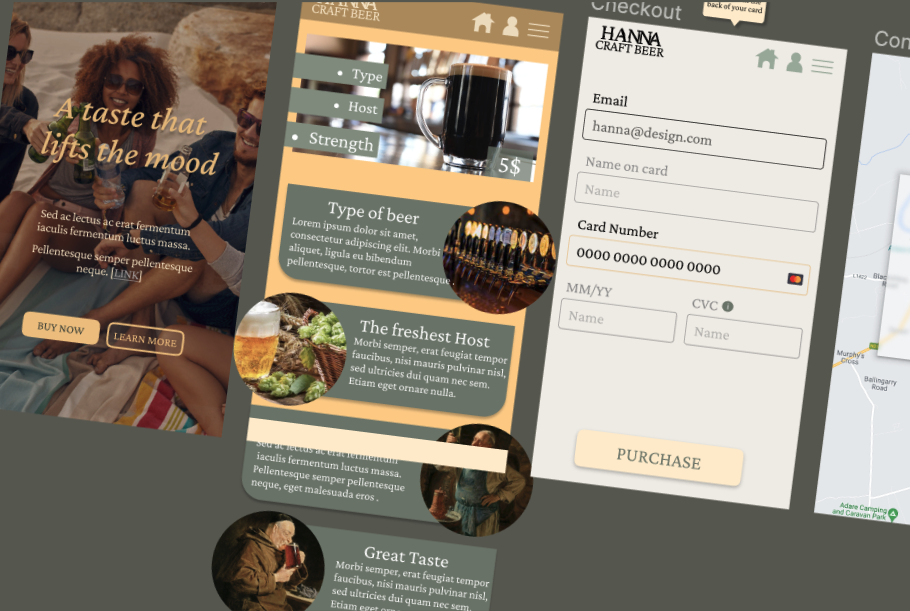 A taste that
lifts the mood
Sed ac lectus ac erat fermentum
iaculis fermentum luctus massa.
Pellentesque semper pellentesque
neque. [LINK]
BUY NOW
LEARN MORE
HANNA
CRAFT BEER
• Type
• Host
• Strength
5$
Type of beer
Lorem ipsum dolor sit amet,
consectetur adipiscing elit. Morbi
aliquet, ligula eu bibendum
pellentesque, tortor est pellentesque .
The freshest Host
Morbi semper, erat feugiat tempor
faucibus, nisi mauris pulvinar nisl,
sed ultricies dui quam nec sem.
Etiam eget ornare nulla.
Sed ac lectus ac erat fermentum
iaculis fermentum luctus massa.
Pellentesque semper pellentesque
neque, eget malesuada eros .
Great Taste
Morbi semper, erat feugiat tempor
faucibus, nisi mauris pulvinar nisl,
sed ultricies dui quam nec sem.
Etiam eget ornare nulla.
Checkout
back of your card
HANNA
CRAFT BEER
Email
hanna@design.com
Name on card
Name
Card Number
0000 0000 0000 0000
MM/YY
CVC
Name
Name
PURCHASE
Con
L1422
Murphy's
Cross
Ballingarry
Road
Adare Camping
and Caravan Park